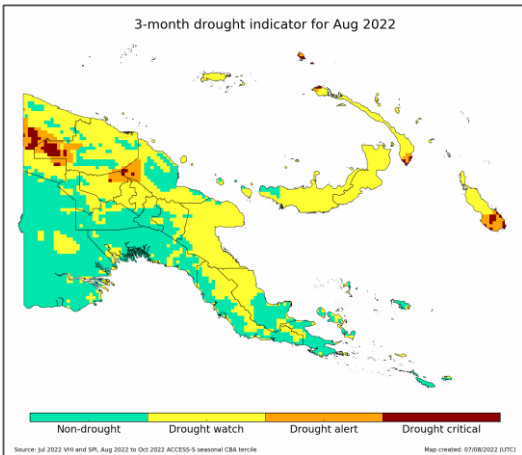 3-month drought indicator for Aug 2022
Non-drought Drought watch Drought alert Drought critical
Source: Jul 2022 VHI and SPI, Aug 2022 to Oct 2022 ACCESS-S seasonal CBA tercile Map created: 07/08/2022 (UTC)